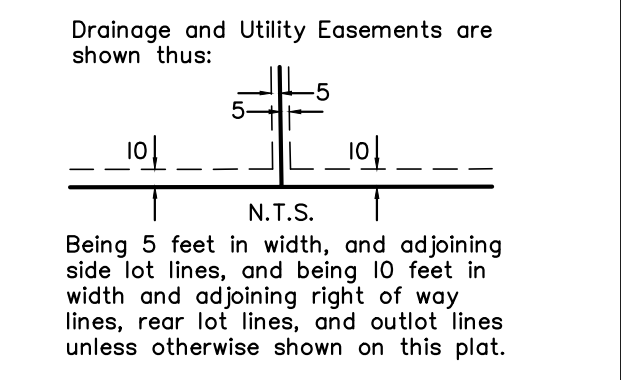 Drainage and Utility Easements are
shown thus:
5
5
10 10
N.T.S.
Being 5 feet in width, and adjoining
side lot lines, and being 10 feet in
width and adjoining right of way
lines, rear lot lines, and outlot lines
unless otherwise shown on this plat.